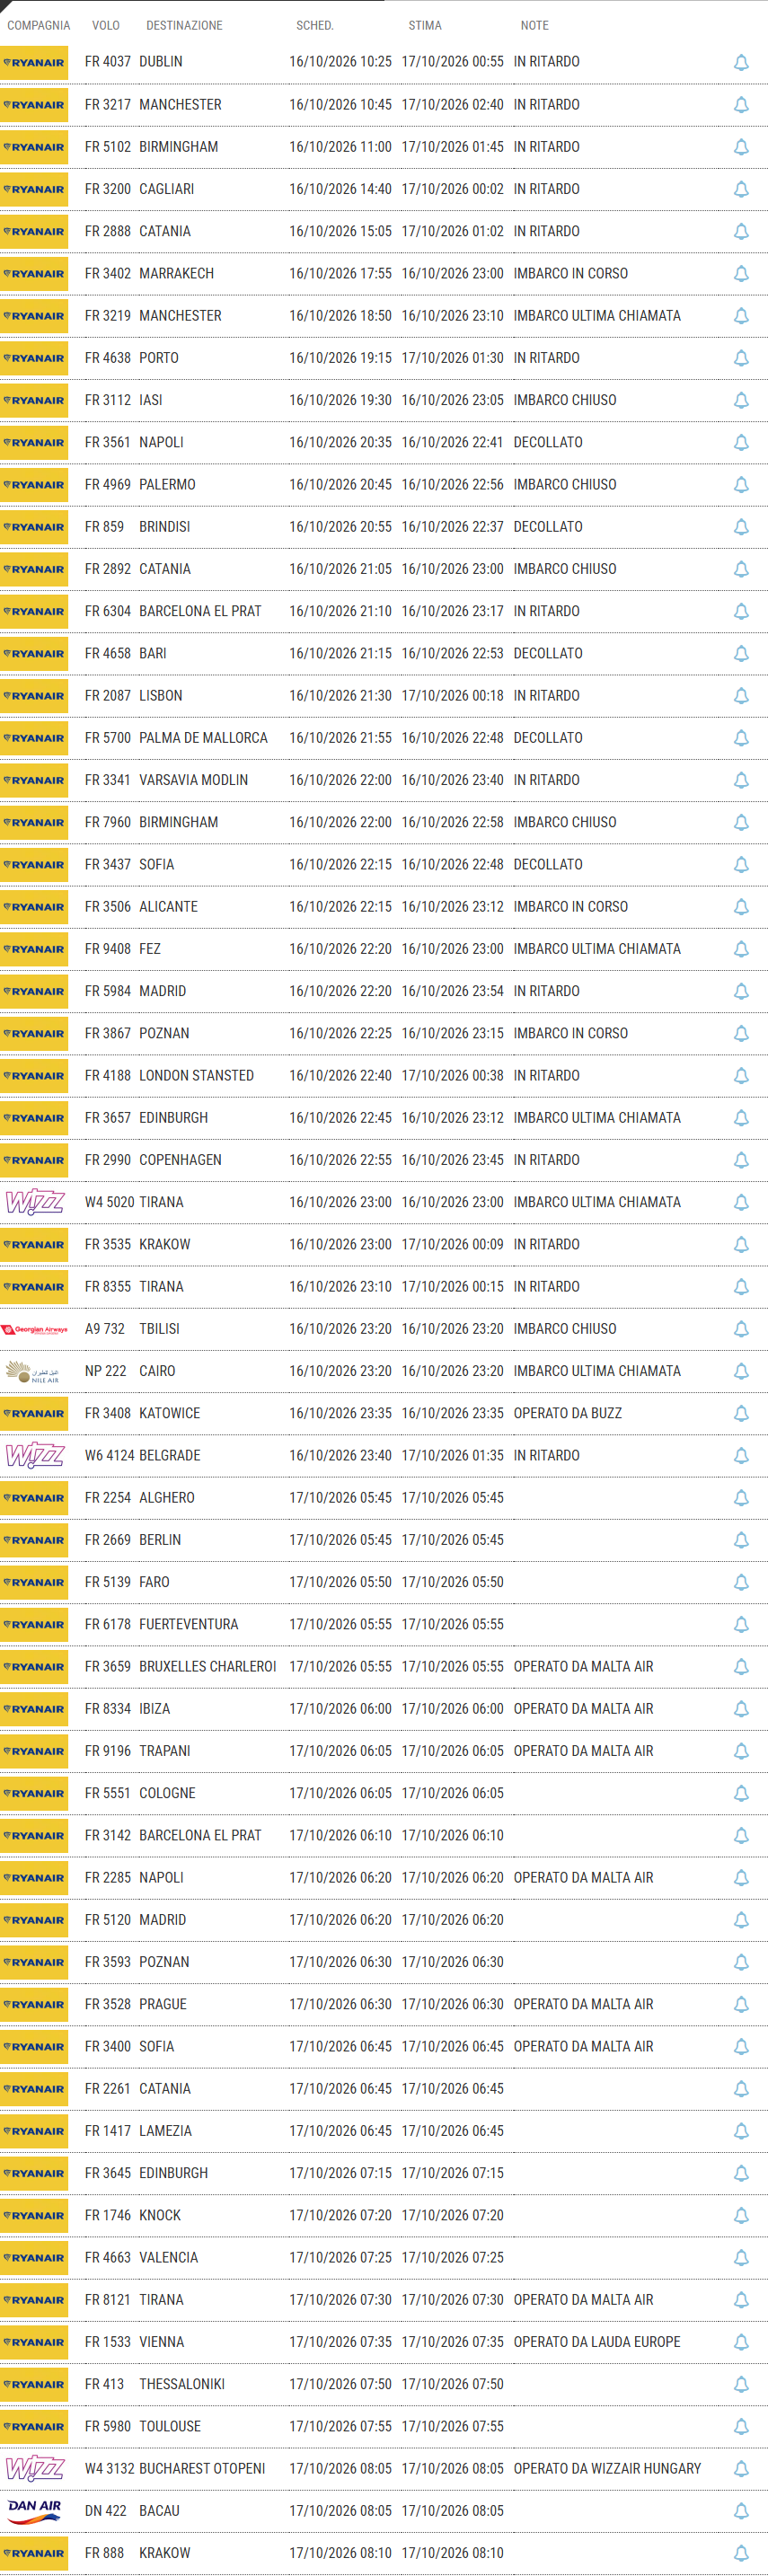 COMPAGNIA VOLO DESTINAZIONE SCHED. STIMA NOTE
RYANAIR FR 4037 DUBLIN 16/10/2026 10:25 17/10/2026 00:55 IN RITARDO
RYANAIR FR 3217 MANCHESTER 16/10/2026 10:45 17/10/2026 02:40 IN RITARDO
RYANAIR FR 5102 BIRMINGHAM 16/10/2026 11:00 17/10/2026 01:45 IN RITARDO
RYANAIR FR 3200 CAGLIARI 16/10/2026 14:40 17/10/2026 00:02 IN RITARDO
RYANAIR FR 2888 CATANIA 16/10/2026 15:05 17/10/2026 01:02 IN RITARDO
RYANAIR FR 3402 MARRAKECH 16/10/2026 17:55 16/10/2026 23:00 IMBARCO IN CORSO
RYANAIR FR 3219 MANCHESTER 16/10/2026 18:50 16/10/2026 23:10 IMBARCO ULTIMA CHIAMATA
RYANAIR FR 4638 PORTO 16/10/2026 19:15 17/10/2026 01:30 IN RITARDO
RYANAIR FR 3112 IASI 16/10/2026 19:30 16/10/2026 23:05 IMBARCO CHIUSO
RYANAIR FR 3561 NAPOLI 16/10/2026 20:35 16/10/2026 22:41 DECOLLATO
RYANAIR FR 4969 PALERMO 16/10/2026 20:45 16/10/2026 22:56 IMBARCO CHIUSO
RYANAIR FR 859 BRINDISI 16/10/2026 20:55 16/10/2026 22:37 DECOLLATO
RYANAIR FR 2892 CATANIA 16/10/2026 21:05 16/10/2026 23:00 IMBARCO CHIUSO
RYANAIR FR 6304 BARCELONA EL PRAT 16/10/2026 21:10 16/10/2026 23:17 IN RITARDO
RYANAIR FR 4658 BARI 16/10/2026 21:15 16/10/2026 22:53 DECOLLATO
RYANAIR FR 2087 LISBON 16/10/2026 21:30 17/10/2026 00:18 IN RITARDO
RYANAIR FR 5700 PALMA DE MALLORCA 16/10/2026 21:55 16/10/2026 22:48 DECOLLATO
RYANAIR FR 3341 VARSAVIA MODLIN 16/10/2026 22:00 16/10/2026 23:40 IN RITARDO
RYANAIR FR 7960 BIRMINGHAM 16/10/2026 22:00 16/10/2026 22:58 IMBARCO CHIUSO
RYANAIR FR 3437 SOFIA 16/10/2026 22:15 16/10/2026 22:48 DECOLLATO
RYANAIR FR 3506 ALICANTE 16/10/2026 22:15 16/10/2026 23:12 IMBARCO IN CORSO
RYANAIR FR 9408 FEZ 16/10/2026 22:20 16/10/2026 23:00 IMBARCO ULTIMA CHIAMATA
RYANAIR FR 5984 MADRID 16/10/2026 22:20 16/10/2026 23:54 IN RITARDO
RYANAIR FR 3867 POZNAN 16/10/2026 22:25 16/10/2026 23:15 IMBARCO IN CORSO
RYANAIR FR 4188 LONDON STANSTED 16/10/2026 22:40 17/10/2026 00:38 IN RITARDO
RYANAIR FR 3657 EDINBURGH 16/10/2026 22:45 16/10/2026 23:12 IMBARCO ULTIMA CHIAMATA
RYANAIR FR 2990 COPENHAGEN 16/10/2026 22:55 16/10/2026 23:45 IN RITARDO
WIZZ W4 5020 TIRANA 16/10/2026 23:00 16/10/2026 23:00 IMBARCO ULTIMA CHIAMATA
RYANAIR FR 3535 KRAKOW 16/10/2026 23:00 17/10/2026 00:09 IN RITARDO
RYANAIR FR 8355 TIRANA 16/10/2026 23:10 17/10/2026 00:15 IN RITARDO
Georgian Airways A9 732 TBILISI 16/10/2026 23:20 16/10/2026 23:20 IMBARCO CHIUSO
النيل للطيران NILE AIR NP 222 CAIRO 16/10/2026 23:20 16/10/2026 23:20 IMBARCO ULTIMA CHIAMATA
RYANAIR FR 3408 KATOWICE 16/10/2026 23:35 16/10/2026 23:35 OPERATO DA BUZZ
WIZZ W6 4124 BELGRADE 16/10/2026 23:40 17/10/2026 01:35 IN RITARDO
RYANAIR FR 2254 ALGHERO 17/10/2026 05:45 17/10/2026 05:45
RYANAIR FR 2669 BERLIN 17/10/2026 05:45 17/10/2026 05:45
RYANAIR FR 5139 FARO 17/10/2026 05:50 17/10/2026 05:50
RYANAIR FR 6178 FUERTEVENTURA 17/10/2026 05:55 17/10/2026 05:55
RYANAIR FR 3659 BRUXELLES CHARLEROI 17/10/2026 05:55 17/10/2026 05:55 OPERATO DA MALTA AIR
RYANAIR FR 8334 IBIZA 17/10/2026 06:00 17/10/2026 06:00 OPERATO DA MALTA AIR
RYANAIR FR 9196 TRAPANI 17/10/2026 06:05 17/10/2026 06:05 OPERATO DA MALTA AIR
RYANAIR FR 5551 COLOGNE 17/10/2026 06:05 17/10/2026 06:05
RYANAIR FR 3142 BARCELONA EL PRAT 17/10/2026 06:10 17/10/2026 06:10
RYANAIR FR 2285 NAPOLI 17/10/2026 06:20 17/10/2026 06:20 OPERATO DA MALTA AIR
RYANAIR FR 5120 MADRID 17/10/2026 06:20 17/10/2026 06:20
RYANAIR FR 3593 POZNAN 17/10/2026 06:30 17/10/2026 06:30
RYANAIR FR 3528 PRAGUE 17/10/2026 06:30 17/10/2026 06:30 OPERATO DA MALTA AIR
RYANAIR FR 3400 SOFIA 17/10/2026 06:45 17/10/2026 06:45 OPERATO DA MALTA AIR
RYANAIR FR 2261 CATANIA 17/10/2026 06:45 17/10/2026 06:45
RYANAIR FR 1417 LAMEZIA 17/10/2026 06:45 17/10/2026 06:45
RYANAIR FR 3645 EDINBURGH 17/10/2026 07:15 17/10/2026 07:15
RYANAIR FR 1746 KNOCK 17/10/2026 07:20 17/10/2026 07:20
RYANAIR FR 4663 VALENCIA 17/10/2026 07:25 17/10/2026 07:25
RYANAIR FR 8121 TIRANA 17/10/2026 07:30 17/10/2026 07:30 OPERATO DA MALTA AIR
RYANAIR FR 1533 VIENNA 17/10/2026 07:35 17/10/2026 07:35 OPERATO DA LAUDA EUROPE
RYANAIR FR 413 THESSALONIKI 17/10/2026 07:50 17/10/2026 07:50
RYANAIR FR 5980 TOULOUSE 17/10/2026 07:55 17/10/2026 07:55
WIZZ W4 3132 BUCHAREST OTOPENI 17/10/2026 08:05 17/10/2026 08:05 OPERATO DA WIZZAIR HUNGARY
DAN AIR DN 422 BACAU 17/10/2026 08:05 17/10/2026 08:05
RYANAIR FR 888 KRAKOW 17/10/2026 08:10 17/10/2026 08:10